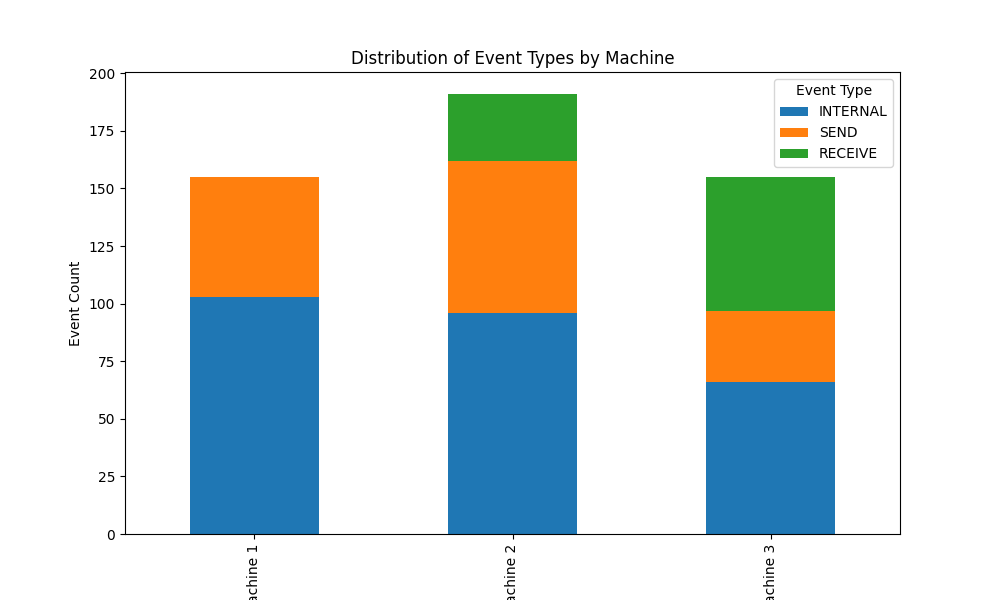 Distribution of Event Types by Machine
Event Type
INTERNAL
SEND
RECEIVE
Event Count
200
175
150
125
100
75
50
25
0
achine 1
achine 2
achine 3